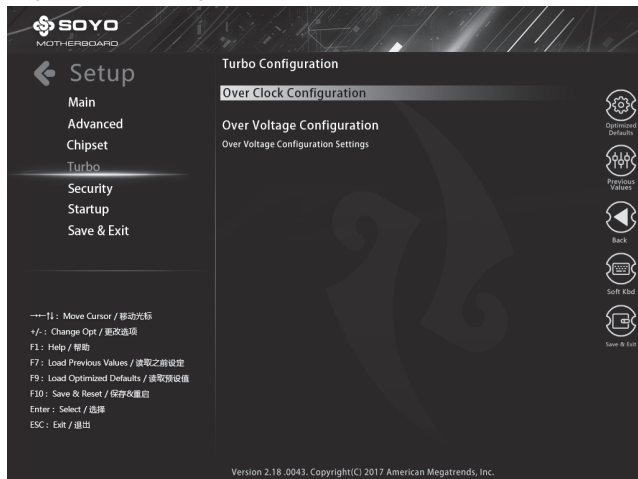 SOYO
MOTHERBOARD
Setup
Main
Advanced
Chipset
Turbo
Security
Startup
Save & Exit
→←↑↓ : Move Cursor / 移动光标
+/- : Change Opt / 更改选项
F1 : Help / 帮助
F7 : Load Previous Values / 读取之前设定
F9 : Load Optimized Defaults / 读取预设值
F10 : Save & Reset / 保存&重启
Enter : Select / 选择
ESC : Exit / 退出
Turbo Configuration
Over Clock Configuration
Over Voltage Configuration
Over Voltage Configuration Settings
Optimized
Defaults
Previous
Values
Back
Soft Kbd
Save & Exit
Version 2.18 .0043. Copyright(C) 2017 American Megatrends, Inc.